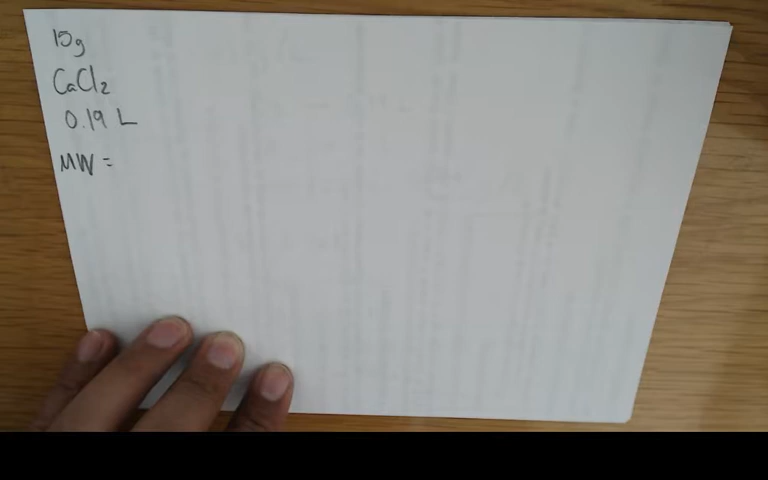 15g
CaCl2
0.19 L
MW =